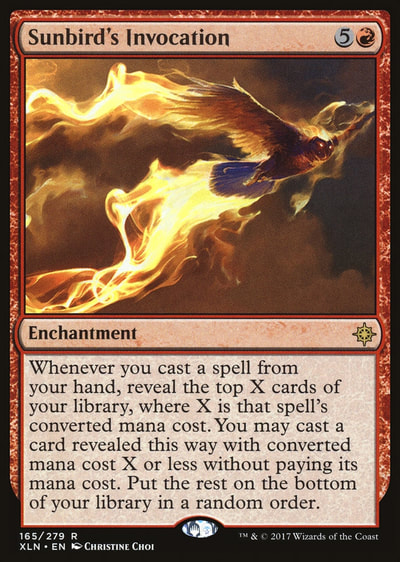 Sunbird's Invocation 5
Enchantment
Whenever you cast a spell from
your hand, reveal the top X cards of
your library, where X is that spell's
converted mana cost. You may cast a
card revealed this way with converted
mana cost X or less without paying its
mana cost. Put the rest on the bottom
of your library in a random order.
165/279 R
XLN • EN Christine Choi
™ & © 2017 Wizards of the Coast